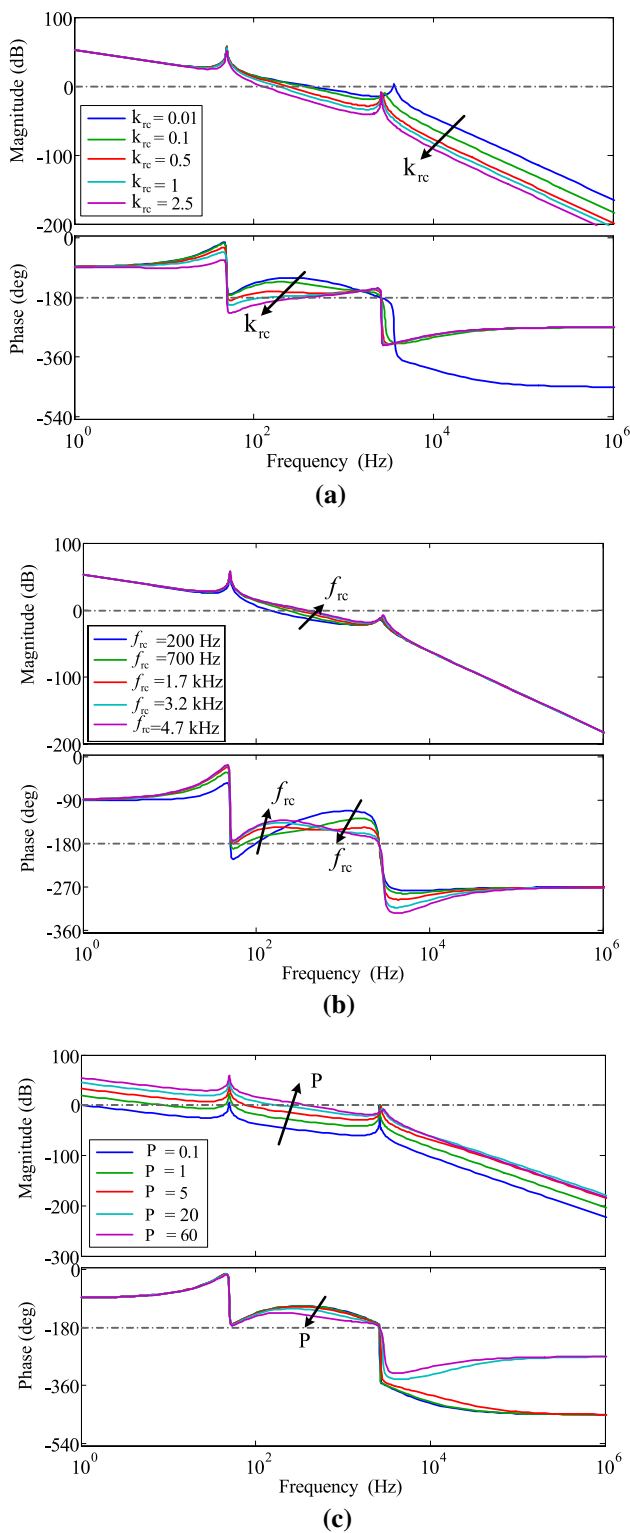 100
0
-100
-200
Magnitude (dB)
k_rc = 0.01
k_rc = 0.1
k_rc = 0.5
k_rc = 1
k_rc = 2.5
k_rc
0
-180
-360
-540
Phase (deg)
k_rc
10^0 10^2 10^4 10^6
Frequency (Hz)
(a)
100
0
-100
-200
Magnitude (dB)
f_rc
f_rc =200 Hz
f_rc =700 Hz
f_rc =1.7 kHz
f_rc =3.2 kHz
f_rc=4.7 kHz
0
-90
-180
-270
-360
Phase (deg)
f_rc
f_rc
10^0 10^2 10^4 10^6
Frequency (Hz)
(b)
100
0
-100
-200
-300
Magnitude (dB)
P
P = 0.1
P = 1
P = 5
P = 20
P = 60
0
-180
-360
-540
Phase (deg)
P
10^0 10^2 10^4 10^6
Frequency (Hz)
(c)